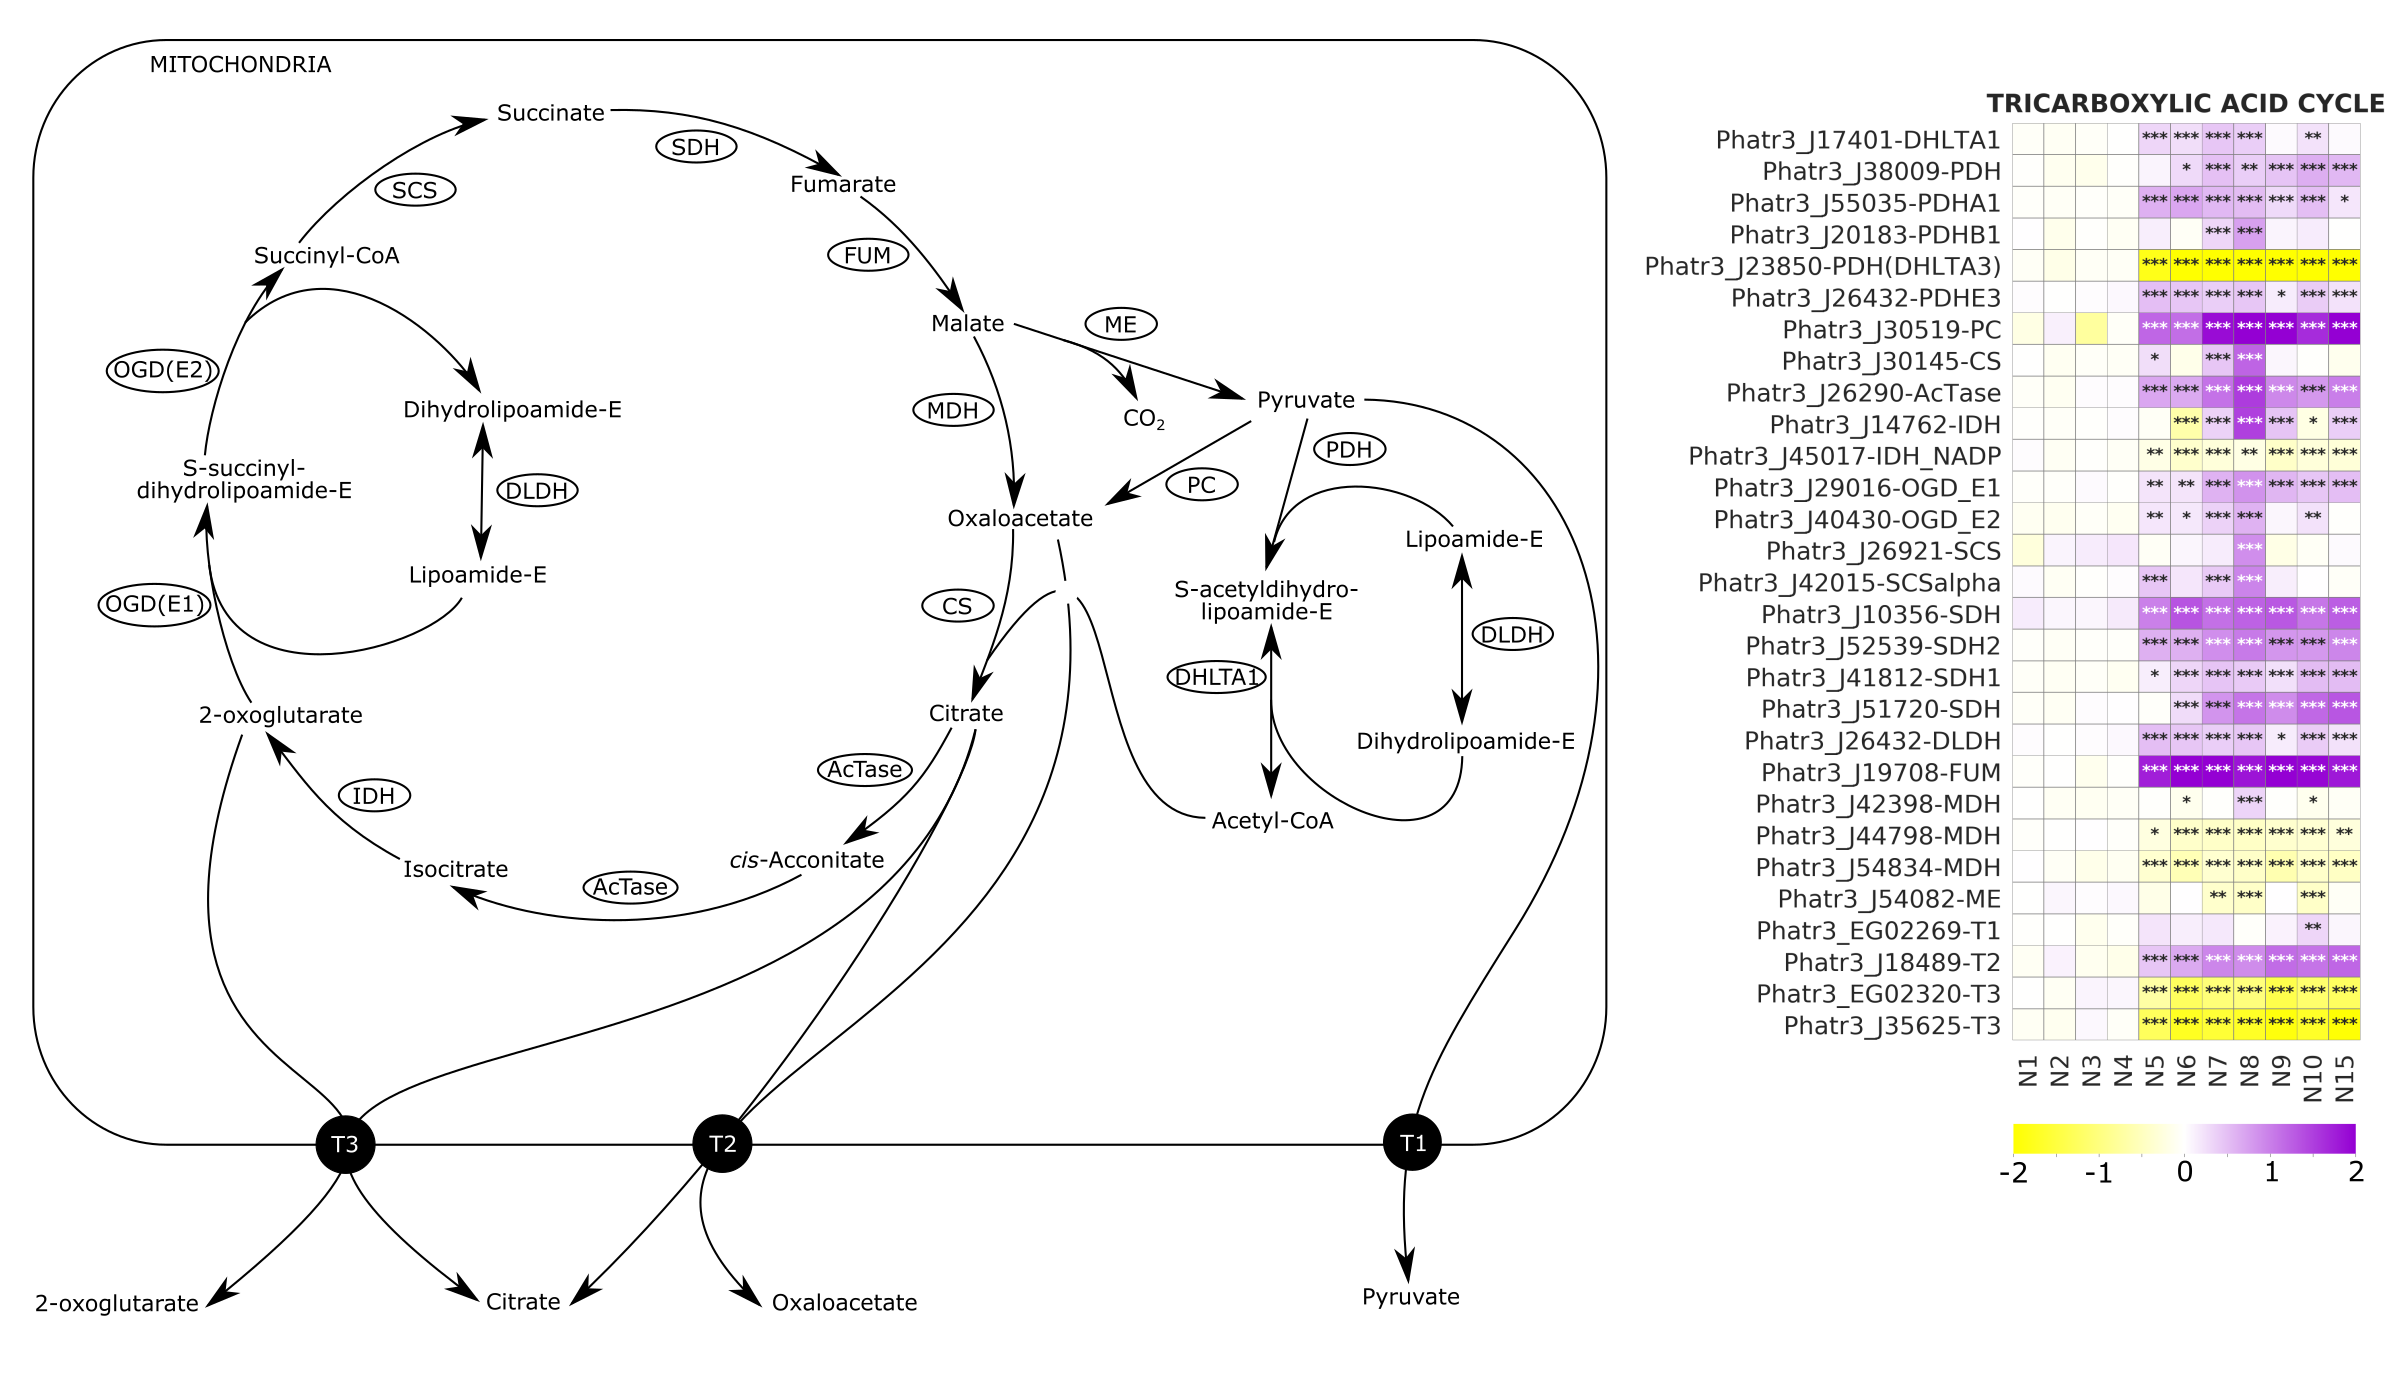 MITOCHONDRIA
Succinate
SDH
SCS
Fumarate
FUM
Succinyl-CoA
Malate
ME
OGD(E2)
Dihydrolipoamide-E
MDH
CO2
Pyruvate
PDH
S-succinyl-
dihydrolipoamide-E
DLDH
PC
Oxaloacetate
Lipoamide-E
Lipoamide-E
OGD(E1)
CS
S-acetyldihydro-
lipoamide-E
DLDH
DHLTA1
2-oxoglutarate
Citrate
Dihydrolipoamide-E
AcTase
IDH
Acetyl-CoA
cis-Acconitate
Isocitrate
AcTase
T3
T2
T1
2-oxoglutarate
Citrate
Oxaloacetate
Pyruvate
TRICARBOXYLIC ACID CYCLE
Phatr3_J17401-DHLTA1 *** *** *** *** **
Phatr3_J38009-PDH * *** ** *** *** ***
Phatr3_J55035-PDHA1 *** *** *** *** *** *** *
Phatr3_J20183-PDHB1 *** ***
Phatr3_J23850-PDH(DHLTA3) *** *** *** *** *** *** ***
Phatr3_J26432-PDHE3 *** *** *** *** * *** ***
Phatr3_J30519-PC *** *** *** *** *** *** ***
Phatr3_J30145-CS * *** ***
Phatr3_J26290-AcTase *** *** *** *** *** *** ***
Phatr3_J14762-IDH *** *** *** *** * ***
Phatr3_J45017-IDH_NADP ** *** *** ** *** *** ***
Phatr3_J29016-OGD_E1 ** ** *** *** *** *** ***
Phatr3_J40430-OGD_E2 ** * *** *** **
Phatr3_J26921-SCS ***
Phatr3_J42015-SCSalpha *** *** ***
Phatr3_J10356-SDH *** *** *** *** *** *** ***
Phatr3_J52539-SDH2 *** *** *** *** *** *** ***
Phatr3_J41812-SDH1 * *** *** *** *** *** ***
Phatr3_J51720-SDH *** *** *** *** *** ***
Phatr3_J26432-DLDH *** *** *** *** * *** ***
Phatr3_J19708-FUM *** *** *** *** *** *** ***
Phatr3_J42398-MDH * *** *
Phatr3_J44798-MDH * *** *** *** *** *** **
Phatr3_J54834-MDH *** *** *** *** *** *** ***
Phatr3_J54082-ME ** *** ***
Phatr3_EG02269-T1 **
Phatr3_J18489-T2 *** *** *** *** *** *** ***
Phatr3_EG02320-T3 *** *** *** *** *** *** ***
Phatr3_J35625-T3 *** *** *** *** *** *** ***
N1 N2 N3 N4 N5 N6 N7 N8 N9 N10 N15
-2 -1 0 1 2